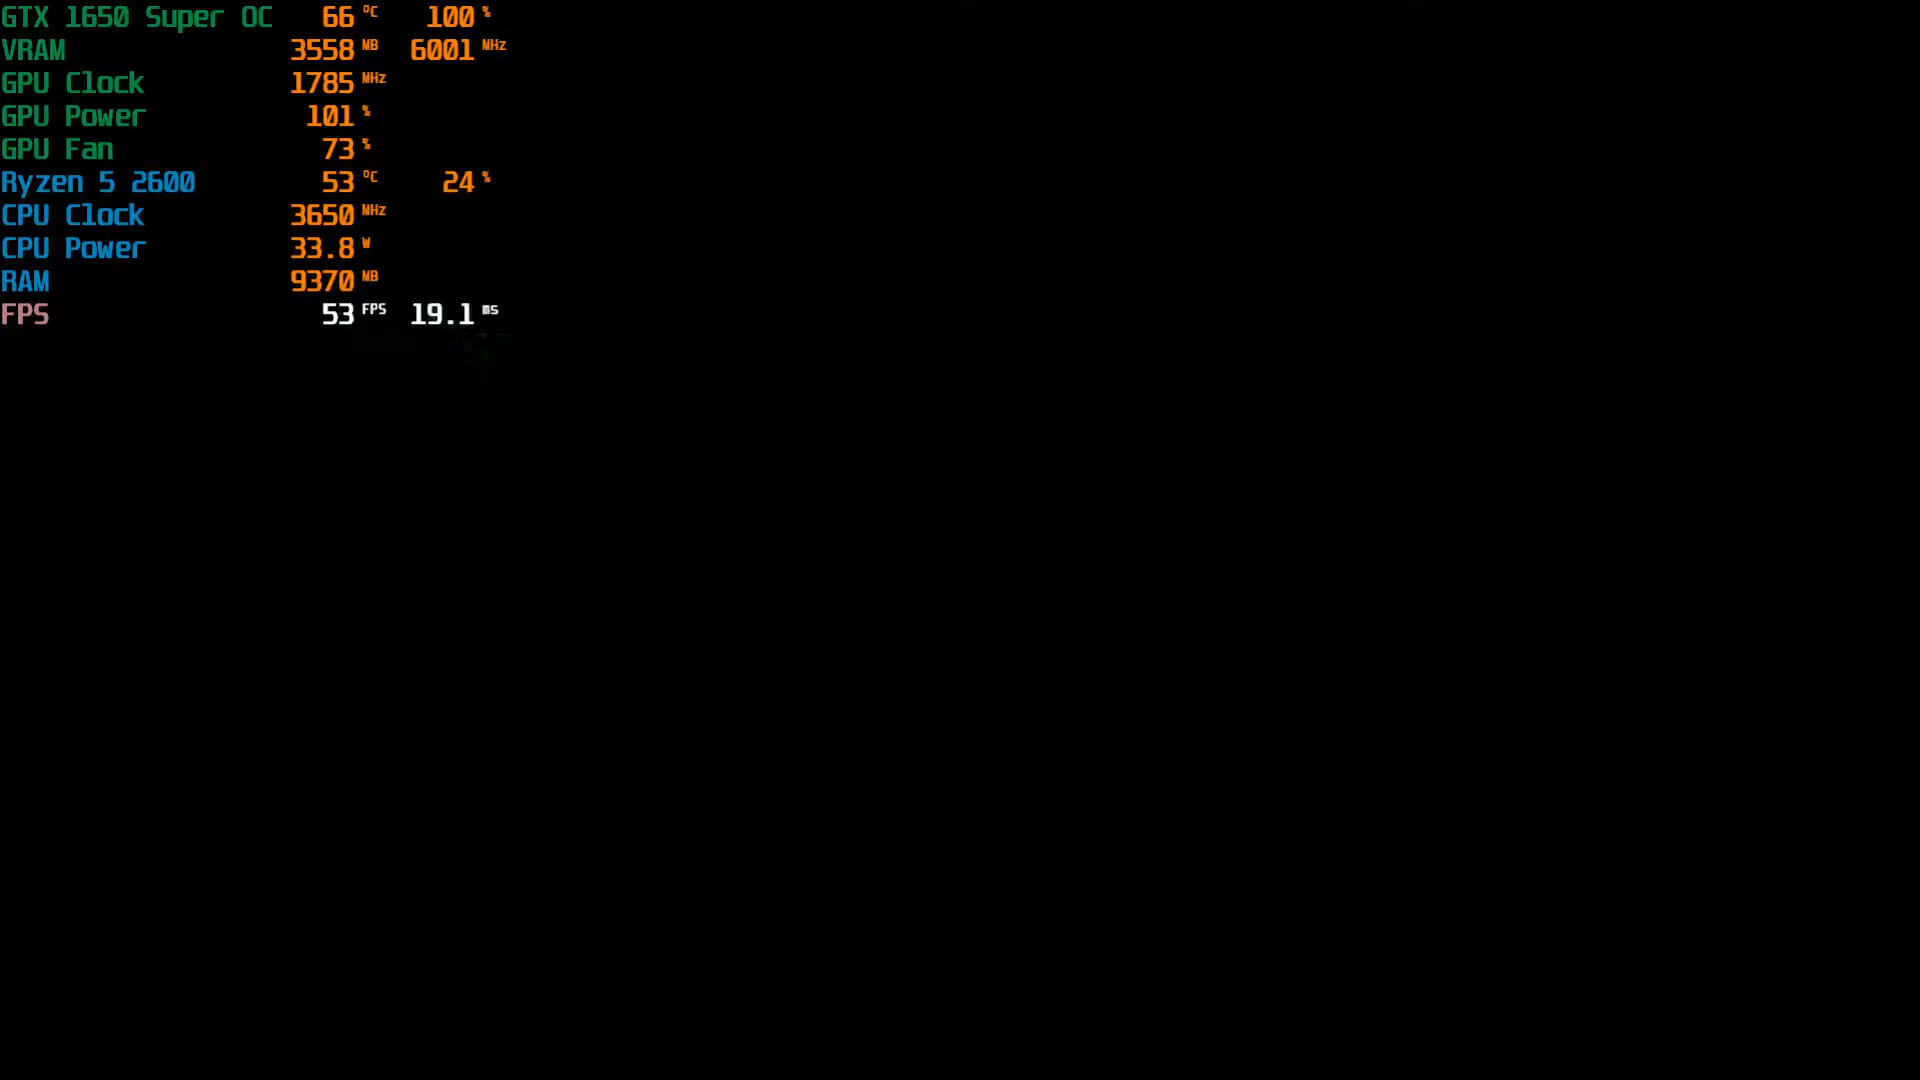 GTX 1650 Super OC 66 °C 100 %
VRAM 3558 MB 6001 MHz
GPU Clock 1785 MHz
GPU Power 101 %
GPU Fan 73 %
Ryzen 5 2600 53 °C 24 %
CPU Clock 3650 MHz
CPU Power 33.8 W
RAM 9370 MB
FPS 53 FPS 19.1 ms